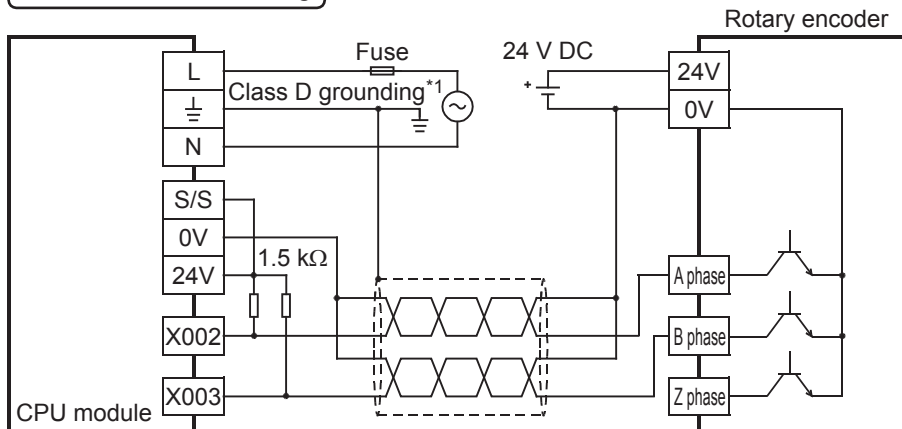 Rotary encoder
Fuse
24 V DC
L
Class D grounding*1
+
24V
0V
N
S/S
0V
1.5 kΩ
24V
A phase
X002
B phase
X003
Z phase
CPU module